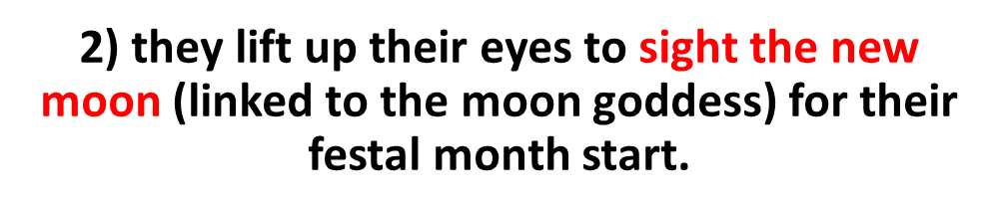 2) they lift up their eyes to sight the new
moon (linked to the moon goddess) for their
festal month start.